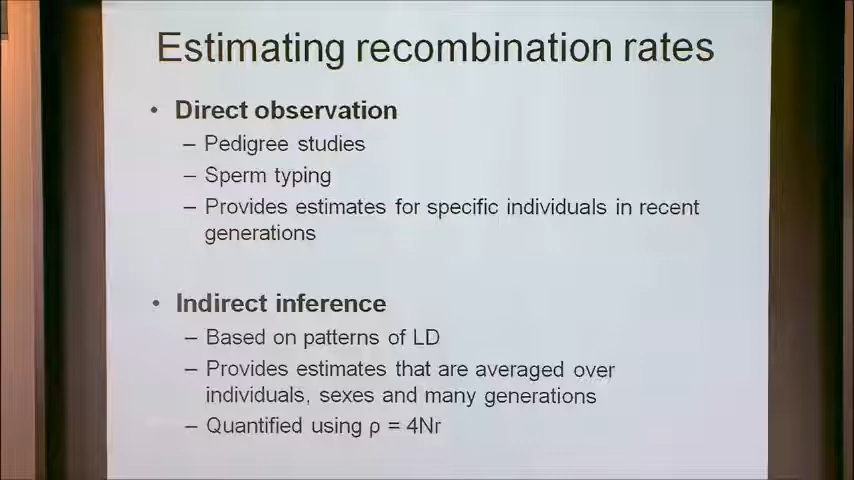 Estimating recombination rates
• Direct observation
– Pedigree studies
– Sperm typing
– Provides estimates for specific individuals in recent
generations
• Indirect inference
– Based on patterns of LD
– Provides estimates that are averaged over
individuals, sexes and many generations
– Quantified using ρ = 4Nr